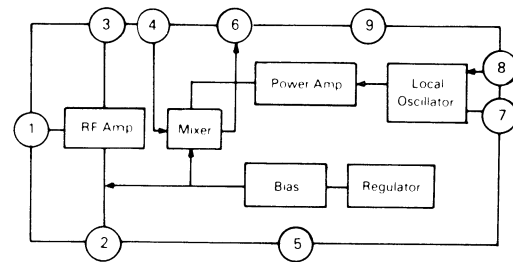 3
4
6
9
8
7
1
2
5
RF Amp
Mixer
Power Amp
Local
Oscillator
Bias
Regulator